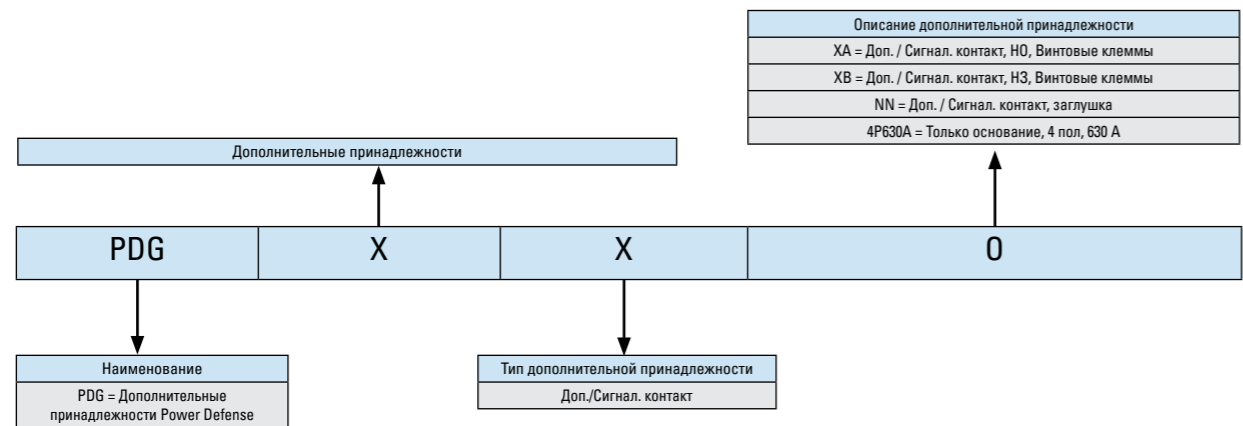 Описание дополнительной принадлежности
XA = Доп. / Сигнал. контакт, НО, Винтовые клеммы
XB = Доп. / Сигнал. контакт, НЗ, Винтовые клеммы
NN = Доп. / Сигнал. контакт, заглушка
4P630A = Только основание, 4 пол, 630 А
Дополнительные принадлежности
PDG X X 0
Наименование
PDG = Дополнительные
принадлежности Power Defense
Тип дополнительной принадлежности
Доп./Сигнал. контакт